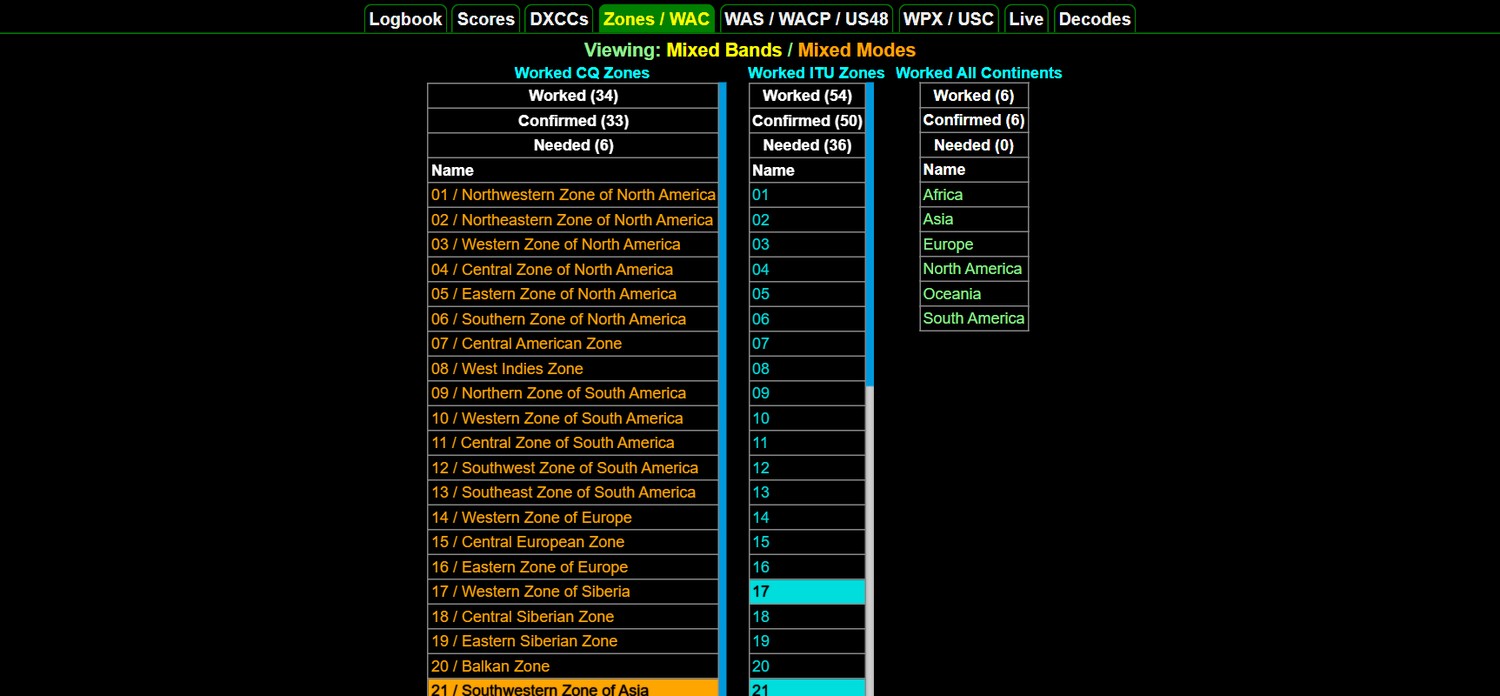 Logbook Scores DXCCs Zones / WAC WAS / WACP / US48 WPX / USC Live Decodes
Viewing: Mixed Bands / Mixed Modes
Worked CQ Zones
Worked (34)
Confirmed (33)
Needed (6)
Name
01 / Northwestern Zone of North America
02 / Northeastern Zone of North America
03 / Western Zone of North America
04 / Central Zone of North America
05 / Eastern Zone of North America
06 / Southern Zone of North America
07 / Central American Zone
08 / West Indies Zone
09 / Northern Zone of South America
10 / Western Zone of South America
11 / Central Zone of South America
12 / Southwest Zone of South America
13 / Southeast Zone of South America
14 / Western Zone of Europe
15 / Central European Zone
16 / Eastern Zone of Europe
17 / Western Zone of Siberia
18 / Central Siberian Zone
19 / Eastern Siberian Zone
20 / Balkan Zone
21 / Southwestern Zone of Asia
Worked ITU Zones
Worked (54)
Confirmed (50)
Needed (36)
Name
01
02
03
04
05
06
07
08
09
10
11
12
13
14
15
16
17
18
19
20
21
Worked All Continents
Worked (6)
Confirmed (6)
Needed (0)
Name
Africa
Asia
Europe
North America
Oceania
South America